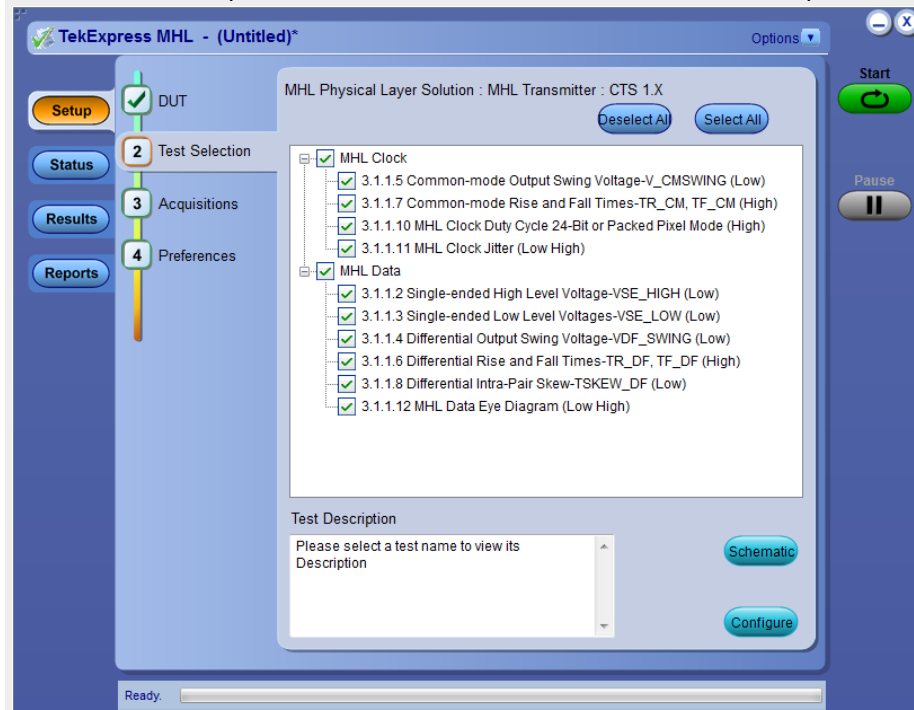 TekExpress MHL - (Untitled)*
Options
X
Start
Setup
DUT
MHL Physical Layer Solution : MHL Transmitter : CTS 1.X
Deselect All
Select All
Status
2 Test Selection
MHL Clock
3.1.1.5 Common-mode Output Swing Voltage-V_CMSWING (Low)
Pause
Results
3 Acquisitions
3.1.1.7 Common-mode Rise and Fall Times-TR_CM, TF_CM (High)
3.1.1.10 MHL Clock Duty Cycle 24-Bit or Packed Pixel Mode (High)
3.1.1.11 MHL Clock Jitter (Low High)
Reports
4 Preferences
MHL Data
3.1.1.2 Single-ended High Level Voltage-VSE_HIGH (Low)
3.1.1.3 Single-ended Low Level Voltages-VSE_LOW (Low)
3.1.1.4 Differential Output Swing Voltage-VDF_SWING (Low)
3.1.1.6 Differential Rise and Fall Times-TR_DF, TF_DF (High)
3.1.1.8 Differential Intra-Pair Skew-TSKEW_DF (Low)
3.1.1.12 MHL Data Eye Diagram (Low High)
Test Description
Please select a test name to view its
Description
Schematic
Configure
Ready.